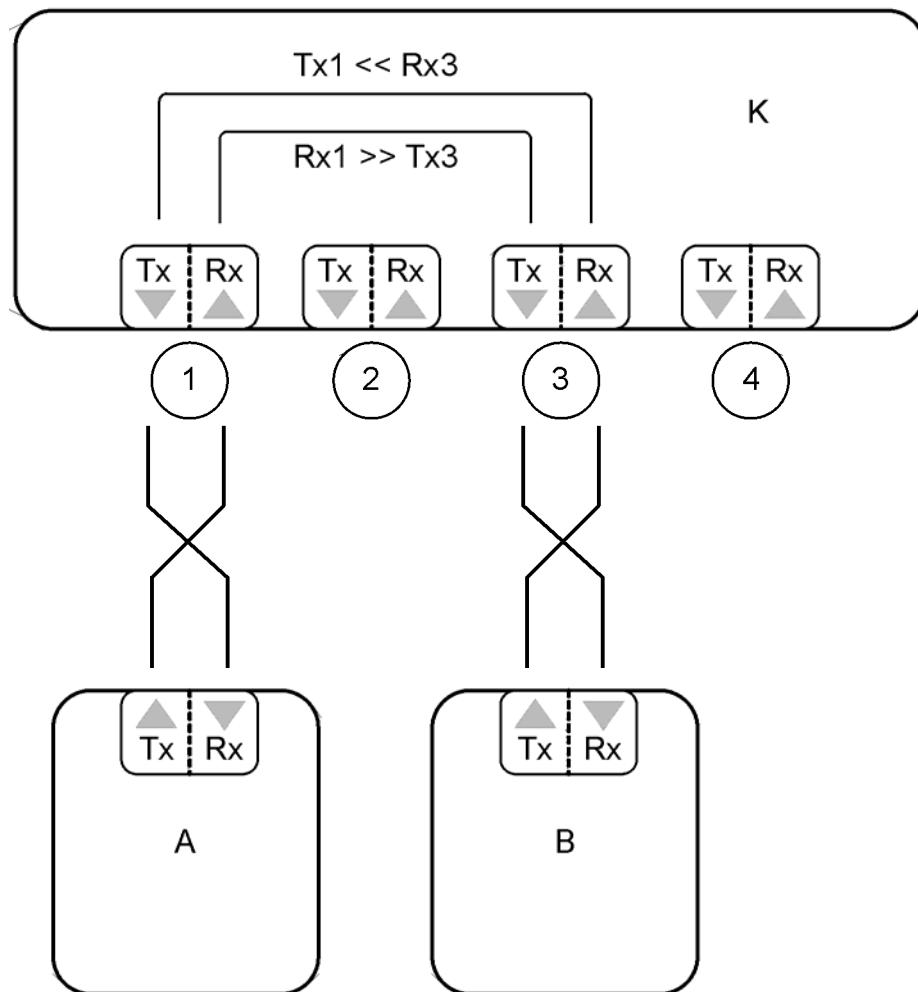 Tx1 << Rx3
K
Rx1 >> Tx3
Tx Rx Tx Rx Tx Rx Tx Rx
1 2 3 4
Tx Rx Tx Rx
A B